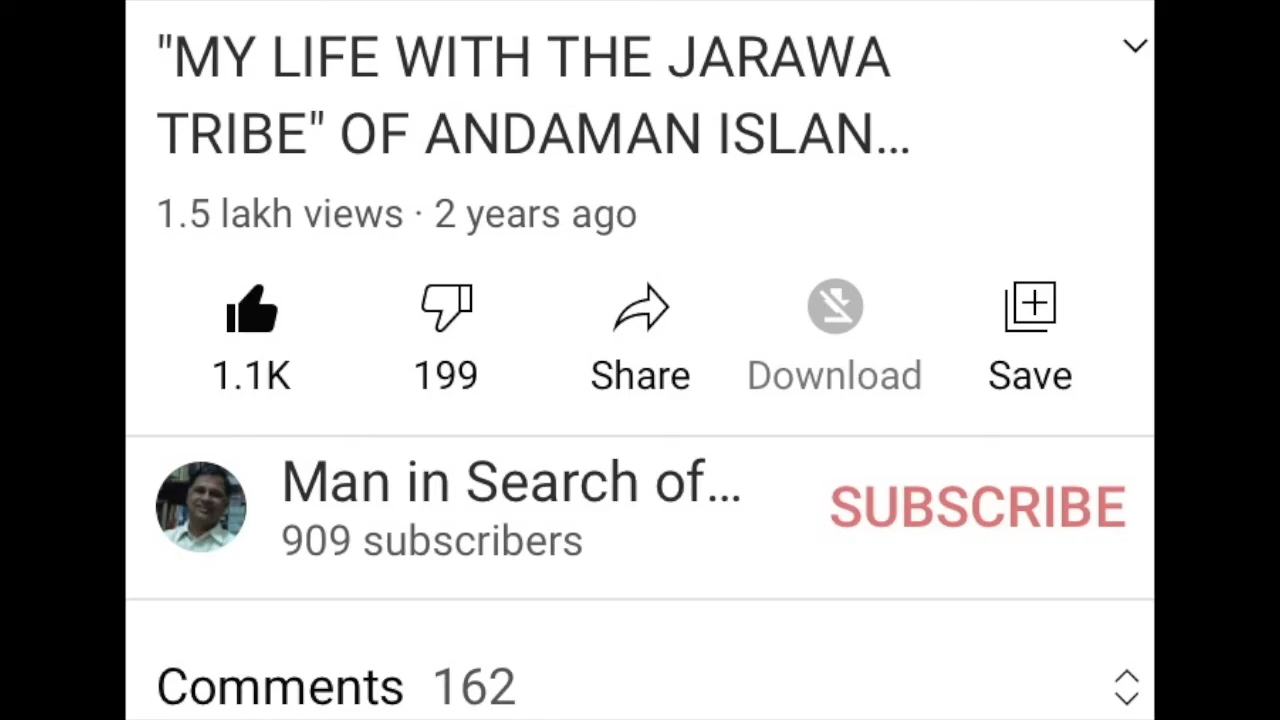 "MY LIFE WITH THE JARAWA
TRIBE" OF ANDAMAN ISLAN...
1.5 lakh views · 2 years ago
1.1K
199
Share
Download
Save
Man in Search of...
909 subscribers
SUBSCRIBE
Comments 162